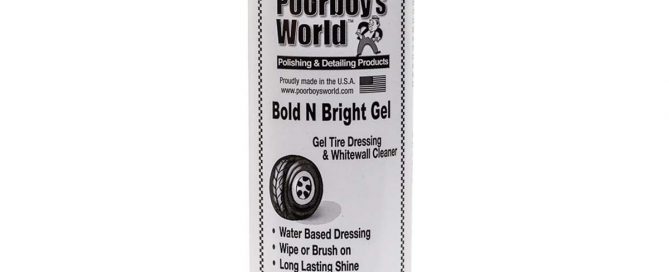 Poorboy's
World™
Polishing & Detailing Products
Proudly made in the U.S.A.
www.poorboysworld.com
Bold N Bright Gel
Gel Tire Dressing
& Whitewall Cleaner
• Water Based Dressing
• Wipe or Brush on
• Long Lasting Shine